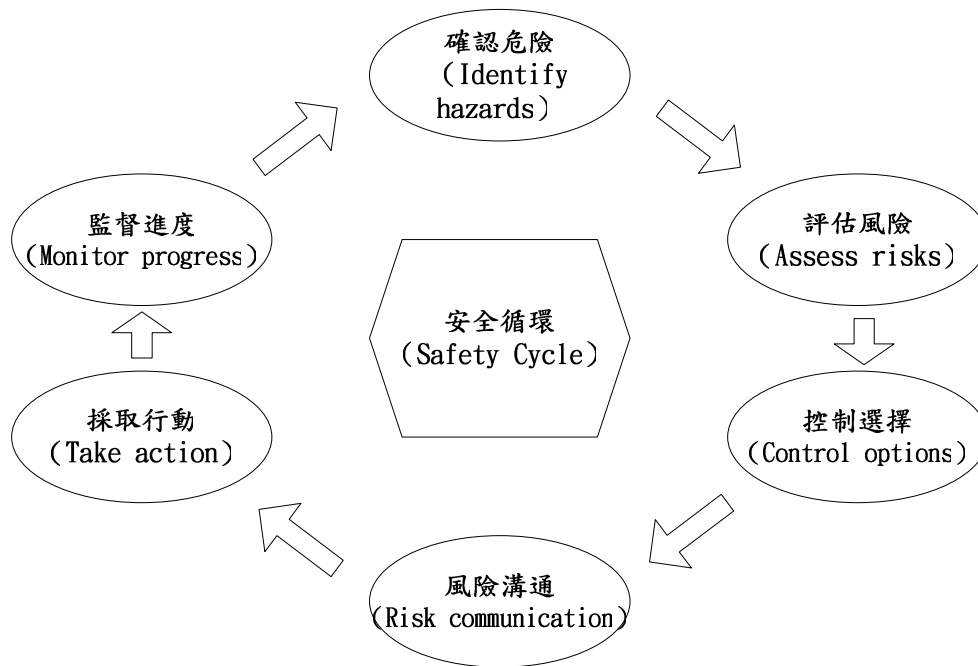 確認危險
（Identify
hazards）
評估風險
（Assess risks）
控制選擇
（Control options）
風險溝通
（Risk communication）
採取行動
（Take action）
監督進度
（Monitor progress）
安全循環
（Safety Cycle）